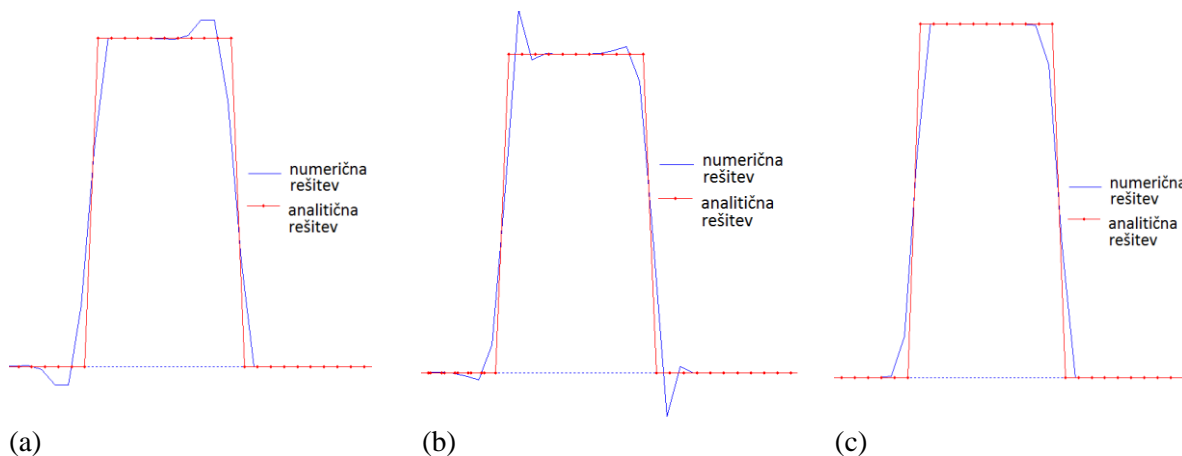 numerična
rešitev
analitična
rešitev
numerična
rešitev
analitična
rešitev
numerična
rešitev
analitična
rešitev
(a)
(b)
(c)